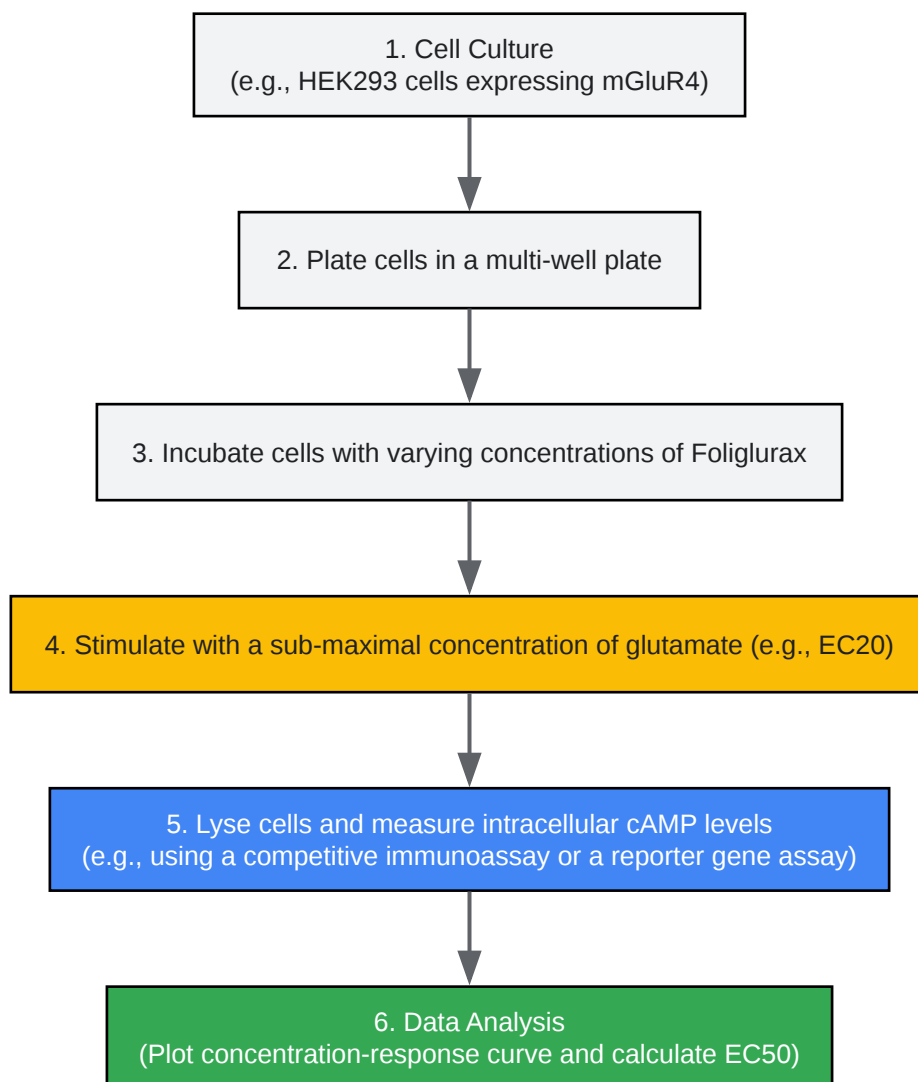 1. Cell Culture
(e.g., HEK293 cells expressing mGluR4)
2. Plate cells in a multi-well plate
3. Incubate cells with varying concentrations of Foliglurax
4. Stimulate with a sub-maximal concentration of glutamate (e.g., EC20)
5. Lyse cells and measure intracellular cAMP levels
(e.g., using a competitive immunoassay or a reporter gene assay)
6. Data Analysis
(Plot concentration-response curve and calculate EC50)